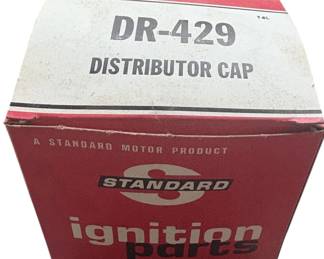 DR-429
DISTRIBUTOR CAP
A STANDARD MOTOR PRODUCT
STANDARD
ignition
parts